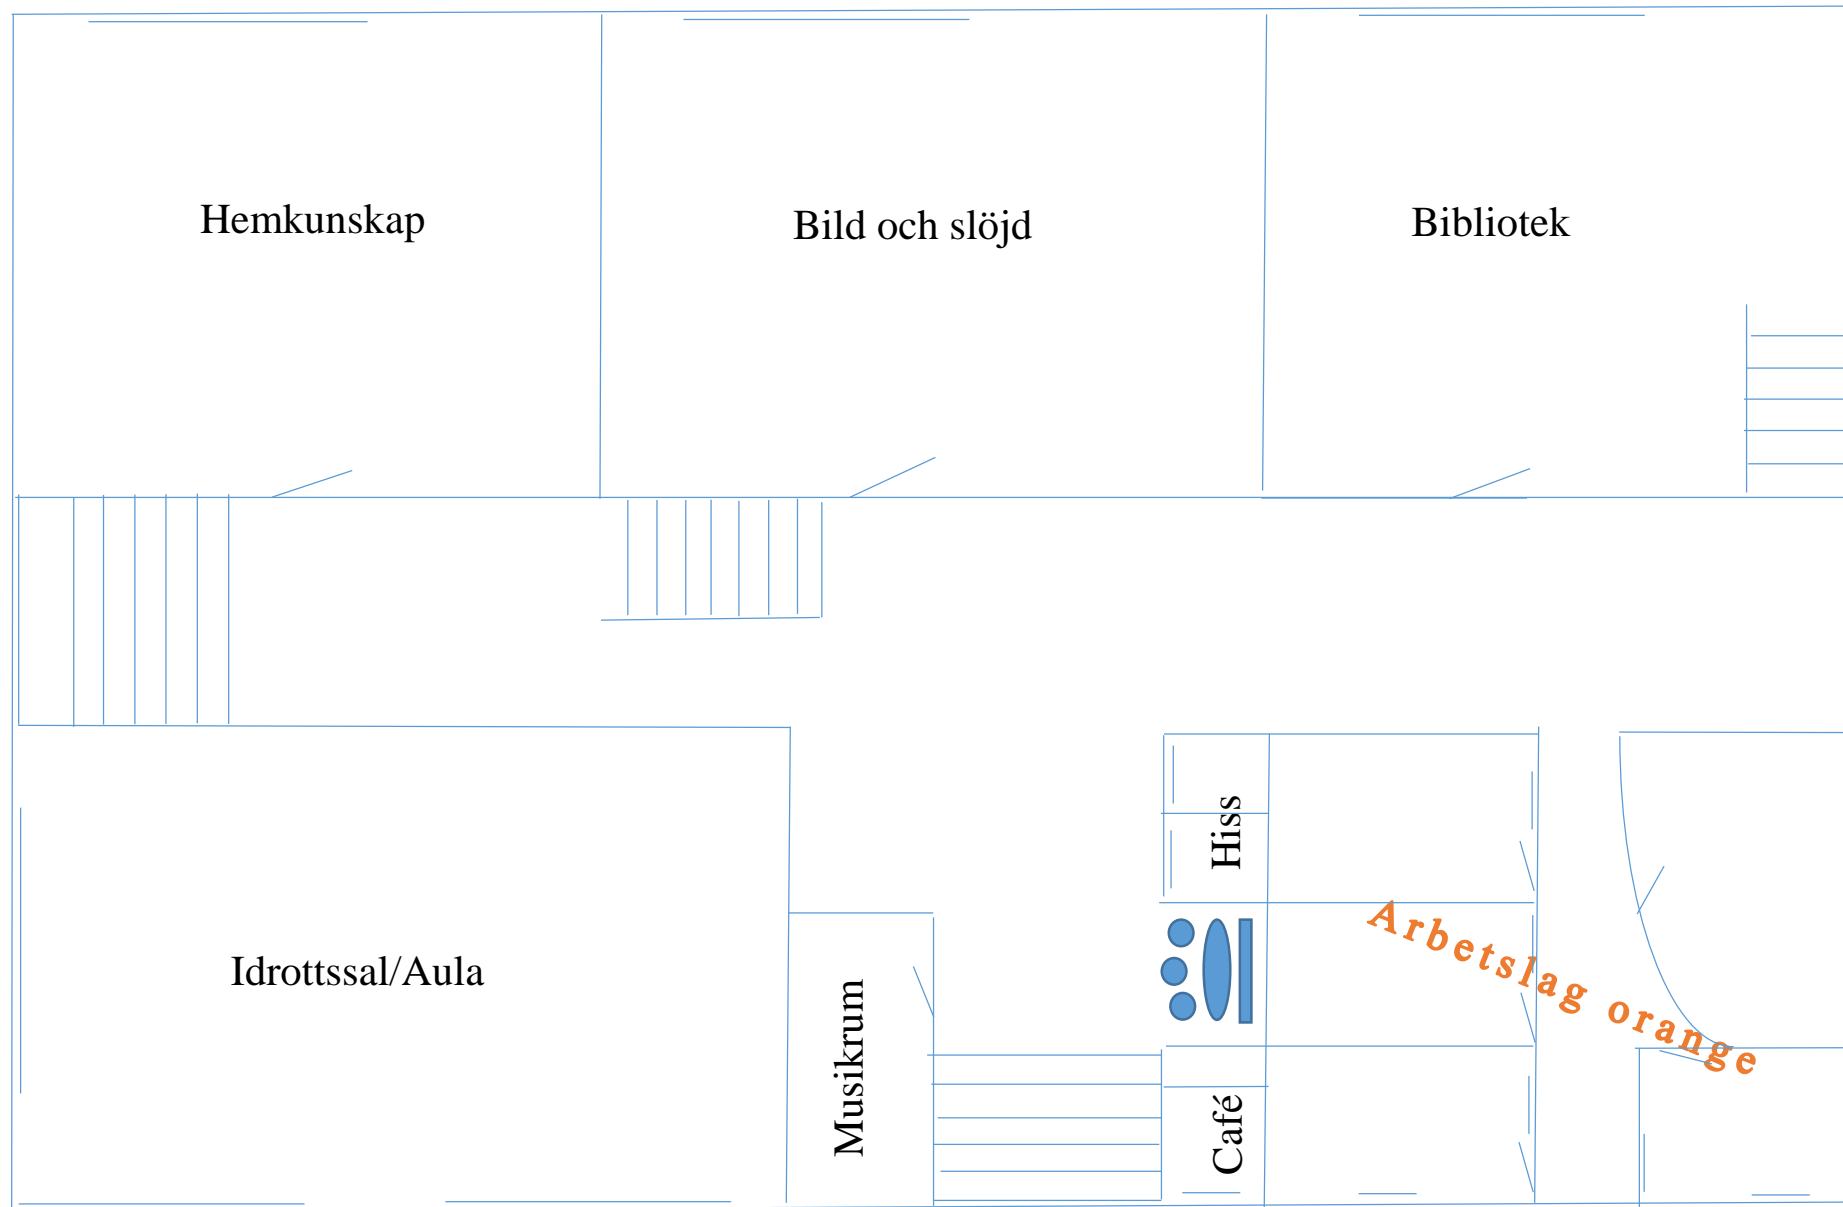 Hemkunskap
Bild och slöjd
Bibliotek
Hiss
Arbetslag orange
Idrottssal/Aula
Musikrum
Café